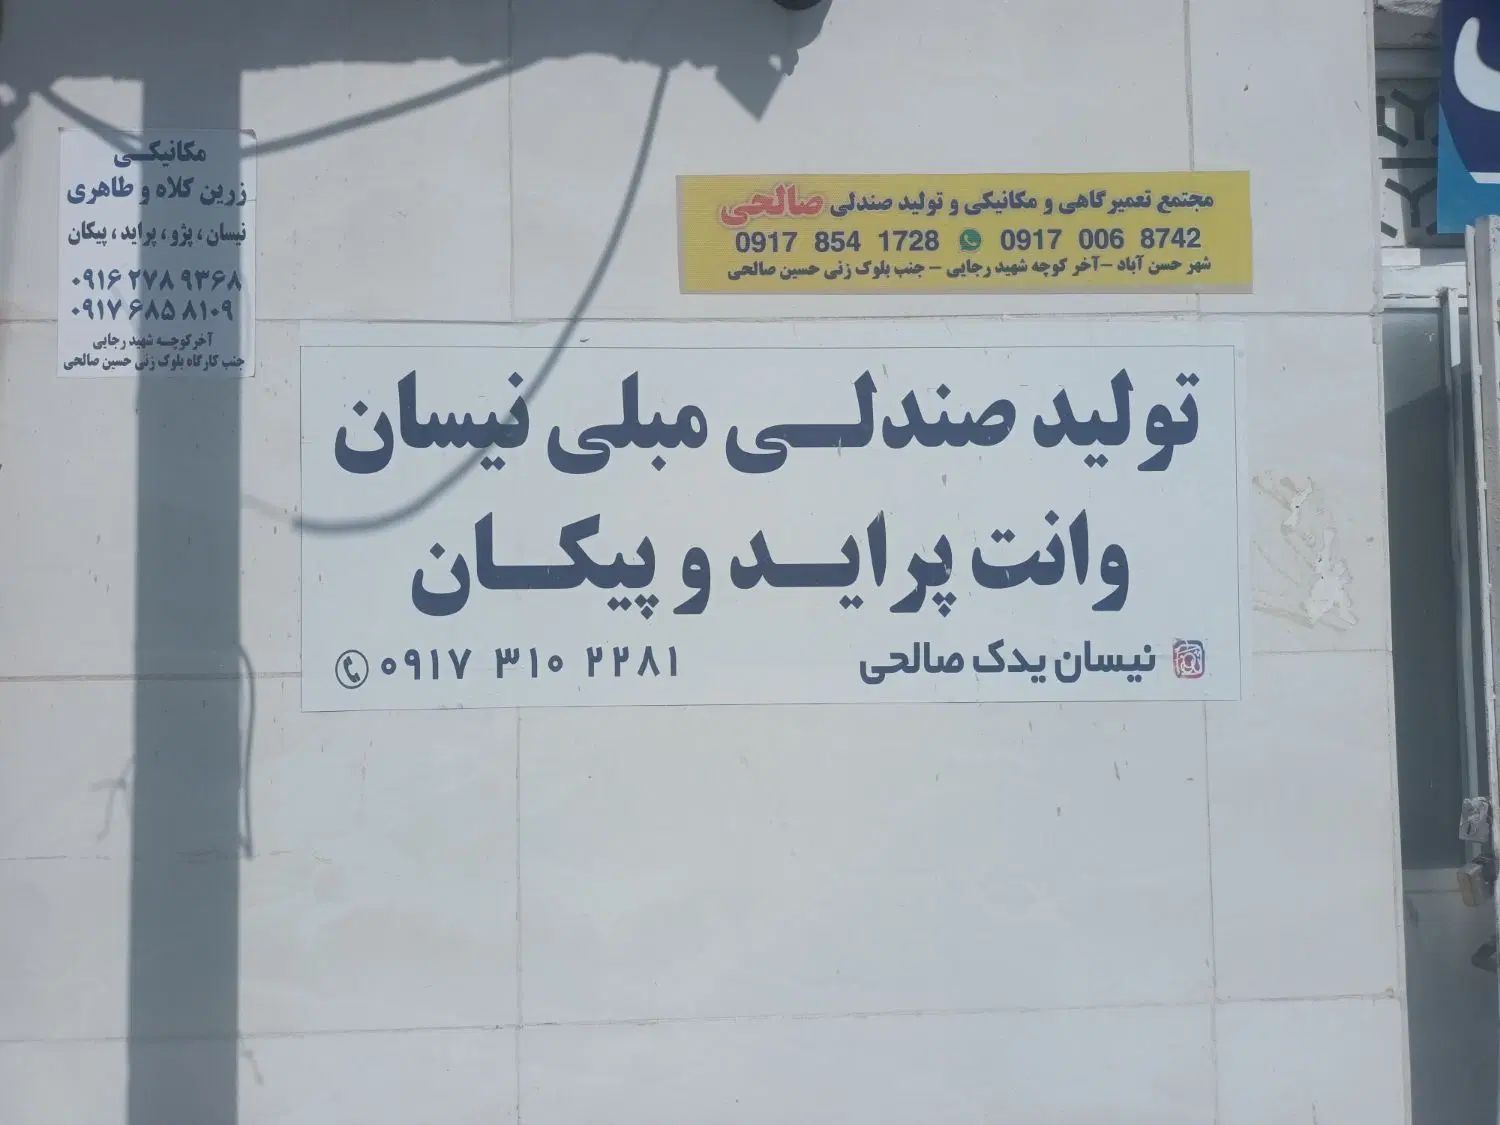 مکانیکی
زرین کلاه و طاهری
نیسان ، پژو ، پراید ، پیکان
۰۹۱۶ ۲۷۸ ۹۳۶۸
۰۹۱۷ ۶۸۵ ۸۱۰۹
آخر کوچه شهید رجایی
جنب کارگاه بلوک زنی حسین صالحی
مجتمع تعمیرگاهی و مکانیکی و تولید صندلی صالحی
0917 854 1728 0917 006 8742
شهر حسن آباد – آخر کوچه شهید رجایی – جنب بلوک زنی حسین صالحی
تولید صندلی مبلی نیسان
وانت پراید و پیکان
نیسان یدک صالحی
۰۹۱۷ ۳۱۰ ۲۲۸۱